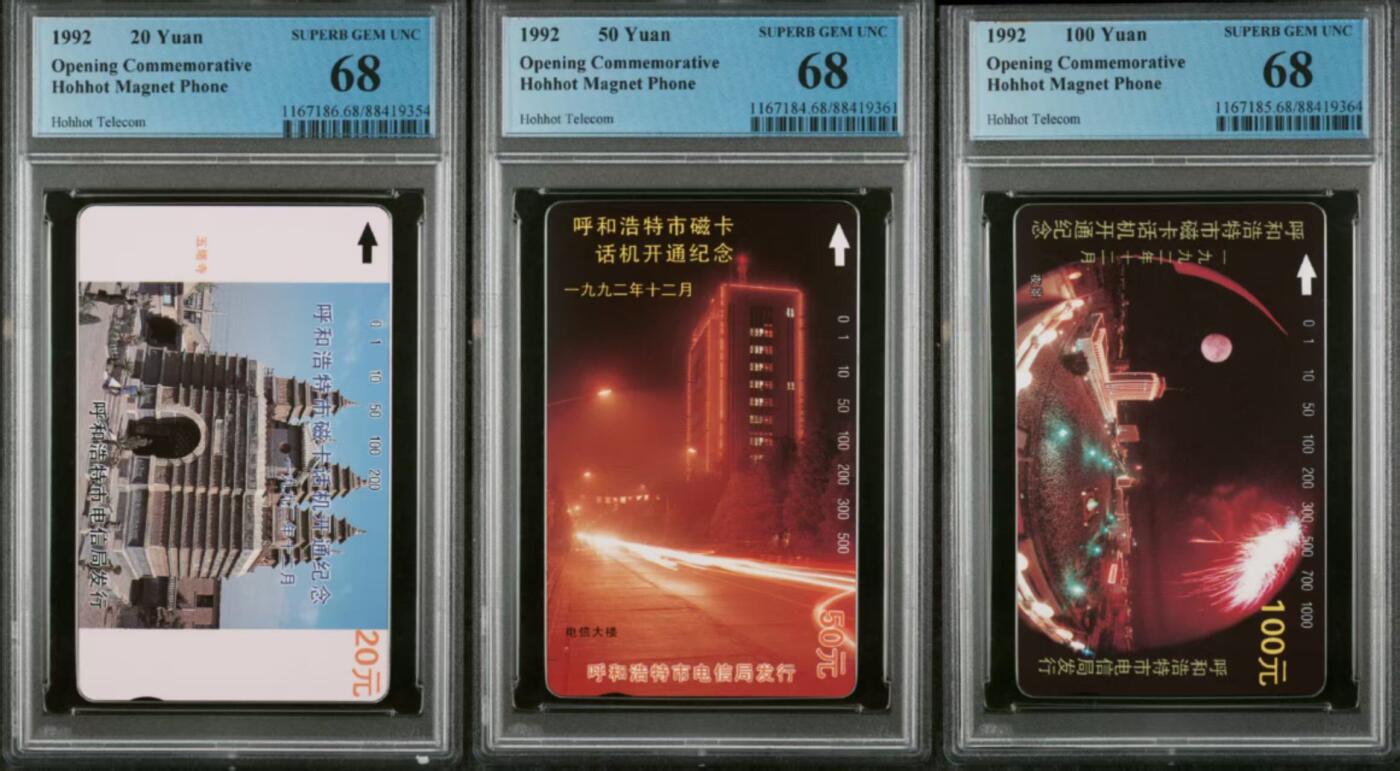 1992 20 Yuan SUPERB GEM UNC
Opening Commemorative 68
Hohhot Magnet Phone
1167186.68/88419354
Hohhot Telecom
五塔寺
呼和浩特市磁卡话机开通纪念
一九九二年十二月
呼和浩特市电信局发行
0 1 10 50 100 200
20元
1992 50 Yuan SUPERB GEM UNC
Opening Commemorative 68
Hohhot Magnet Phone
1167184.68/88419361
Hohhot Telecom
呼和浩特市磁卡
话机开通纪念
一九九二年十二月
0 1 10 50 100 200 300 500
电信大楼
50元
呼和浩特市电信局发行
1992 100 Yuan SUPERB GEM UNC
Opening Commemorative 68
Hohhot Magnet Phone
1167185.68/88419364
Hohhot Telecom
呼和浩特市磁卡话机开通纪念
一九九二年十二月
0 1 10 50 100 200 300 500 700 1000
100元
呼和浩特市电信局发行